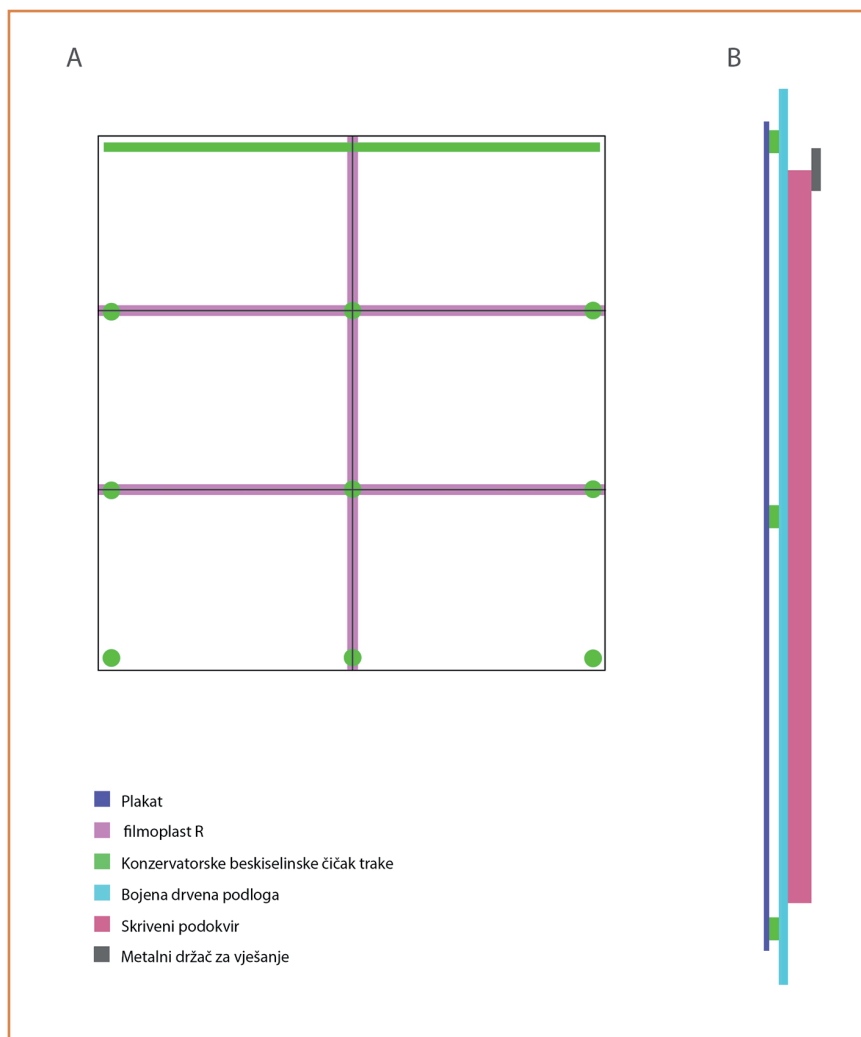 A
B
Plakat
filmoplast R
Konzervatorske beskiselinske čičak trake
Bojena drvena podloga
Skriveni podokvir
Metalni držač za vješanje